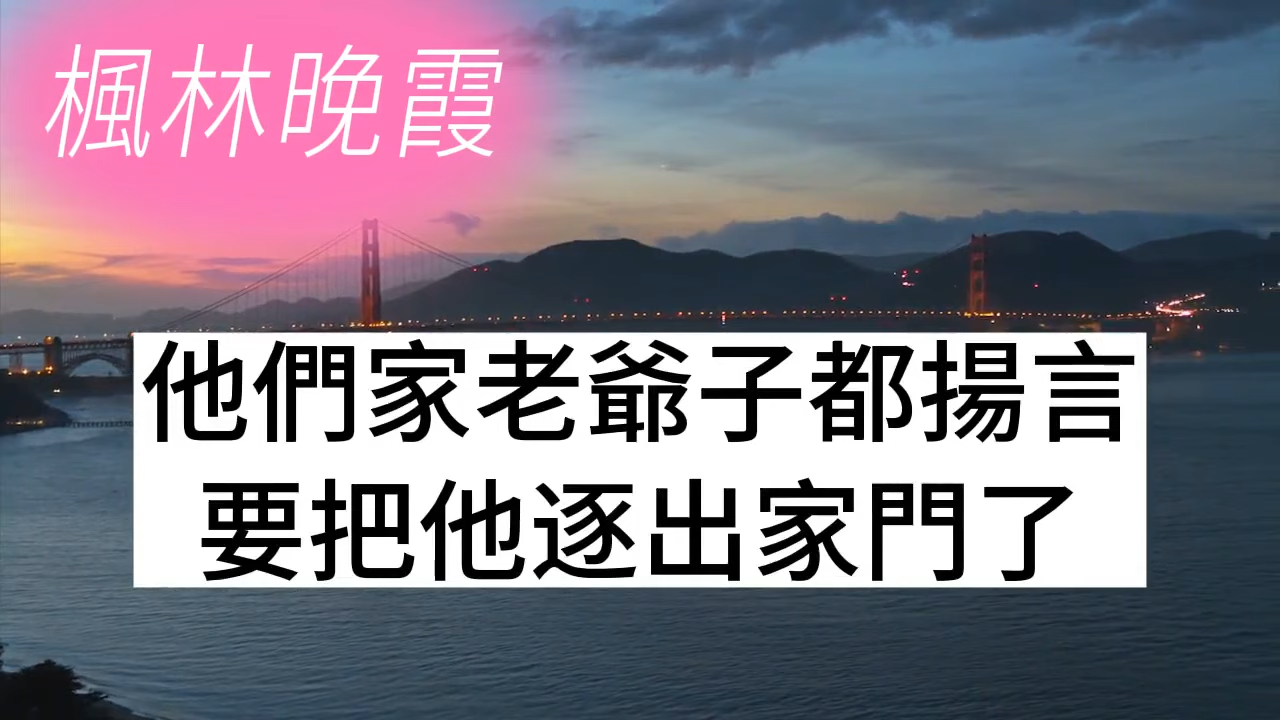 楓林晚霞
他們家老爺子都揚言
要把他逐出家門了